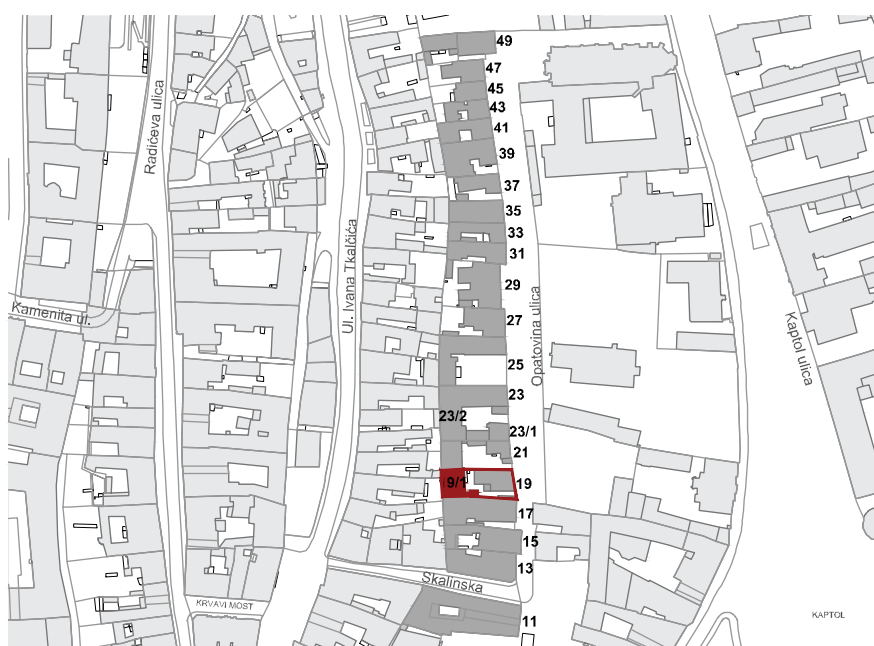 49
47
45
43
41
39
37
35
33
31
29
27
25
23
23/2
23/1
21
19/1
19
17
15
13
11
Radićeva ulica
Ul. Ivana Tkalčića
Kamenita ul.
Opatovina ulica
Kaptol ulica
Skalinska
KRVAVI MOST
KAPTOL